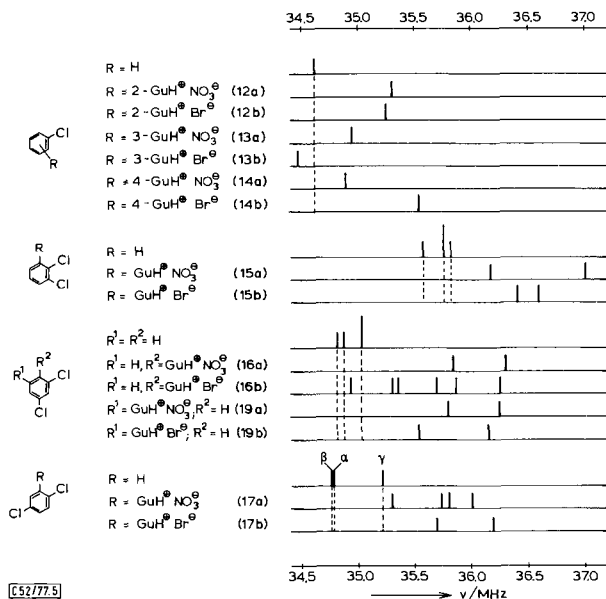 34.5 35.0 35.5 36.0 36.5 37.0
R = H
R = 2-GuH⊕ NO₃⊖ (12a)
R = 2-GuH⊕ Br⊖ (12b)
R = 3-GuH⊕ NO₃⊖ (13a)
R = 3-GuH⊕ Br⊖ (13b)
R ≠ 4-GuH⊕ NO₃⊖ (14a)
R = 4-GuH⊕ Br⊖ (14b)
Cl
R
R = H
R = GuH⊕ NO₃⊖ (15a)
R = GuH⊕ Br⊖ (15b)
R
Cl
Cl
R¹ = R² = H
R¹ = H, R² = GuH⊕ NO₃⊖ (16a)
R¹ = H, R² = GuH⊕ Br⊖ (16b)
R¹ = GuH⊕ NO₃⊖, R² = H (19a)
R¹ = GuH⊕ Br⊖; R² = H (19b)
R² R¹ Cl
Cl
β α γ
R = H
R = GuH⊕ NO₃⊖ (17a)
R = GuH⊕ Br⊖ (17b)
R
Cl
Cl
34.5 35.0 35.5 36.0 36.5 37.0
ν/MHz
C52/77.5